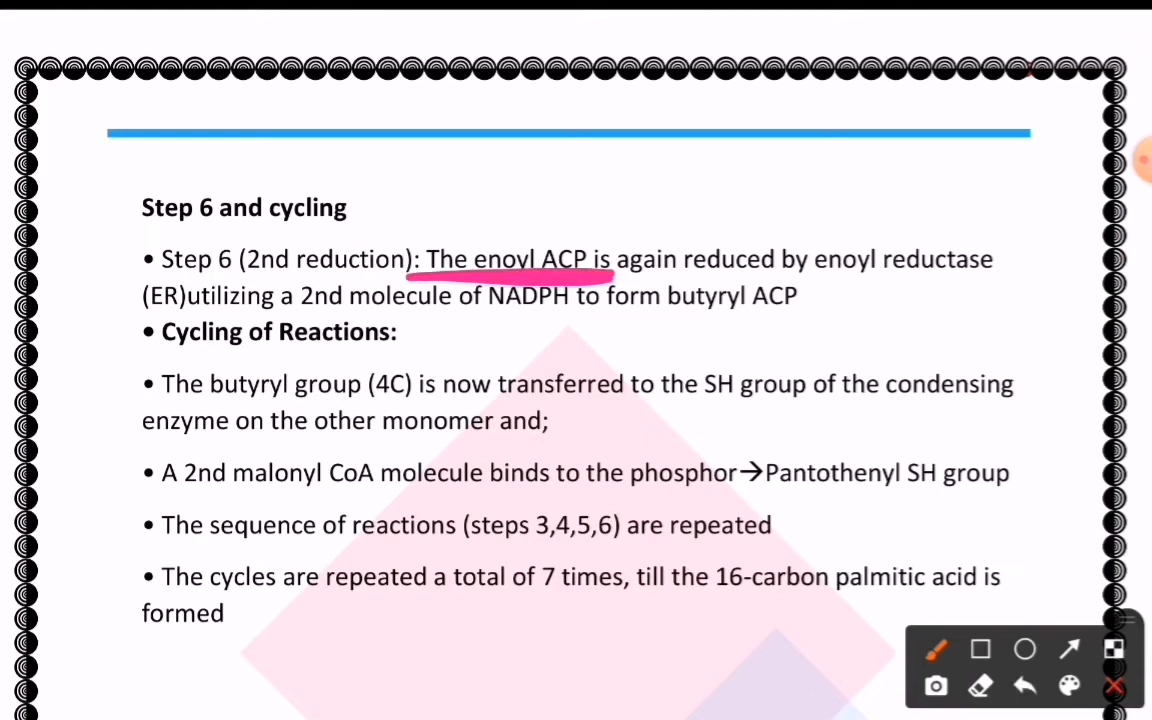 Step 6 and cycling
• Step 6 (2nd reduction): The enoyl ACP is again reduced by enoyl reductase
(ER)utilizing a 2nd molecule of NADPH to form butyryl ACP
• Cycling of Reactions:
• The butyryl group (4C) is now transferred to the SH group of the condensing
enzyme on the other monomer and;
• A 2nd malonyl CoA molecule binds to the phosphor→Pantothenyl SH group
• The sequence of reactions (steps 3,4,5,6) are repeated
• The cycles are repeated a total of 7 times, till the 16-carbon palmitic acid is
formed